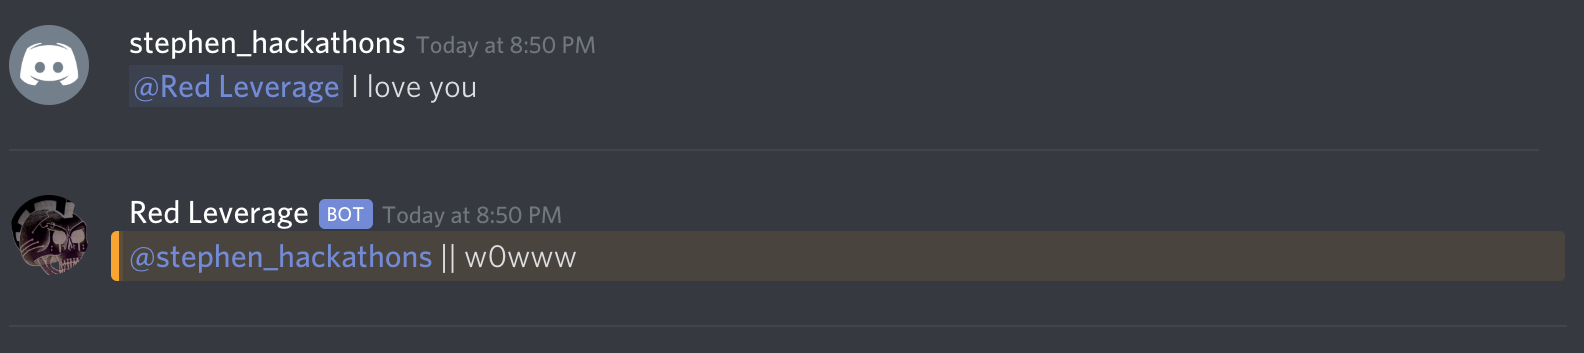 stephen_hackathons Today at 8:50 PM
@Red Leverage I love you
Red Leverage BOT Today at 8:50 PM
@stephen_hackathons || w0www